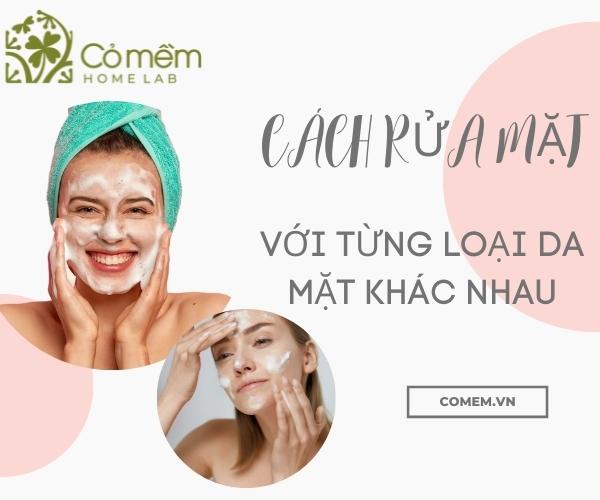 Cỏ mềm
HOME LAB
CÁCH RỬA MẶT
VỚI TỪNG LOẠI DA
MẶT KHÁC NHAU
COMEM.VN